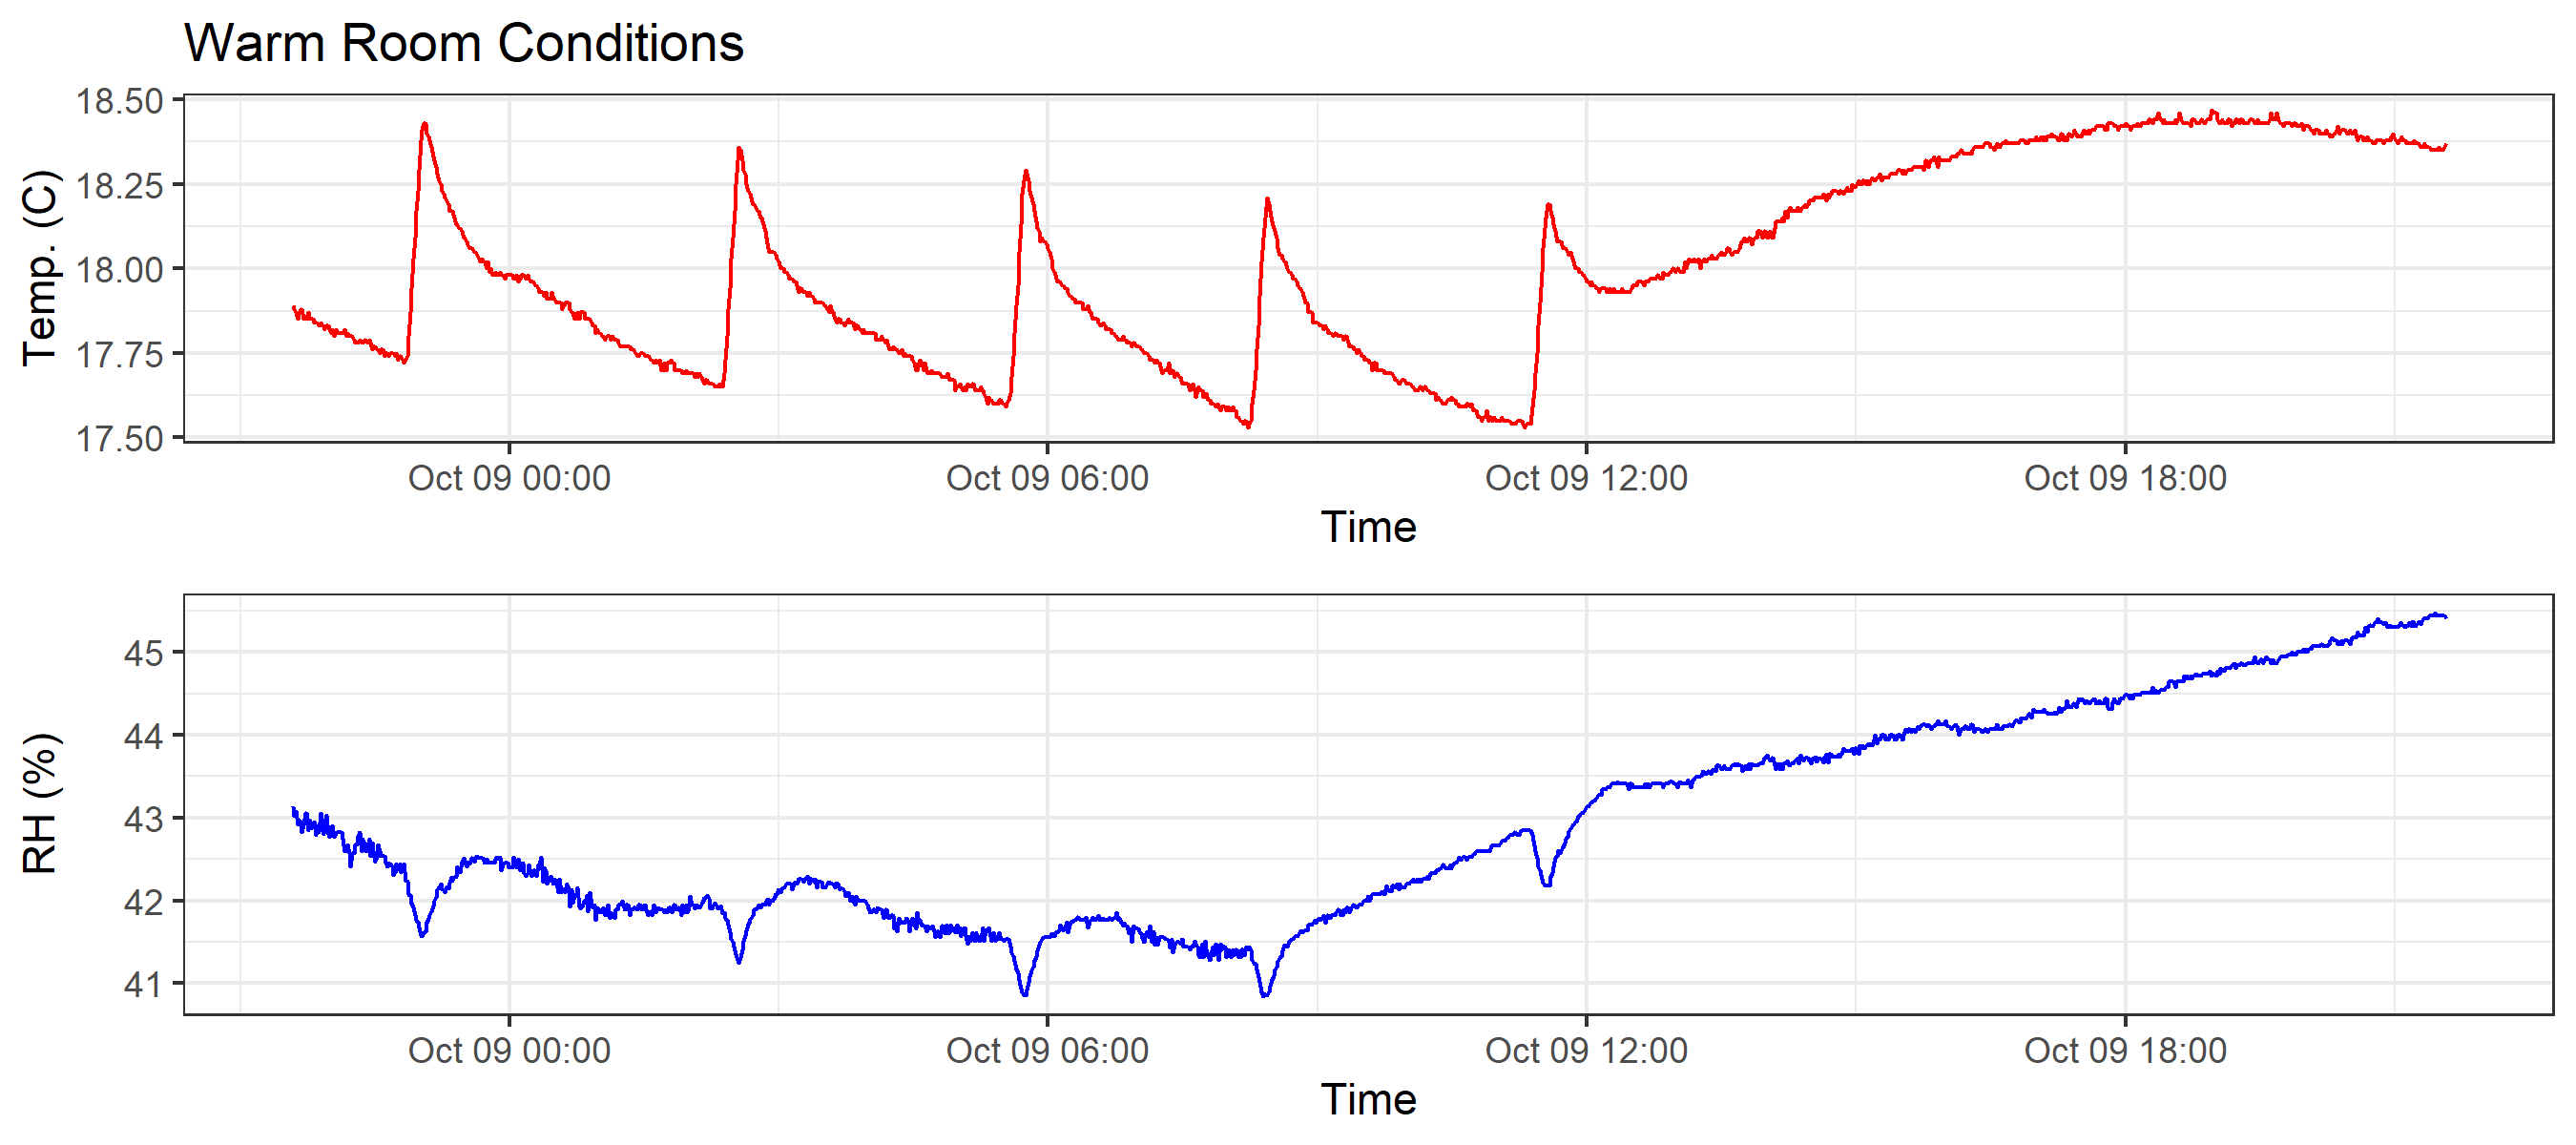 Warm Room Conditions
18.50
18.25
18.00
17.75
17.50
Temp. (C)
Oct 09 00:00 Oct 09 06:00 Oct 09 12:00 Oct 09 18:00
Time
45
44
43
42
41
RH (%)
Oct 09 00:00 Oct 09 06:00 Oct 09 12:00 Oct 09 18:00
Time